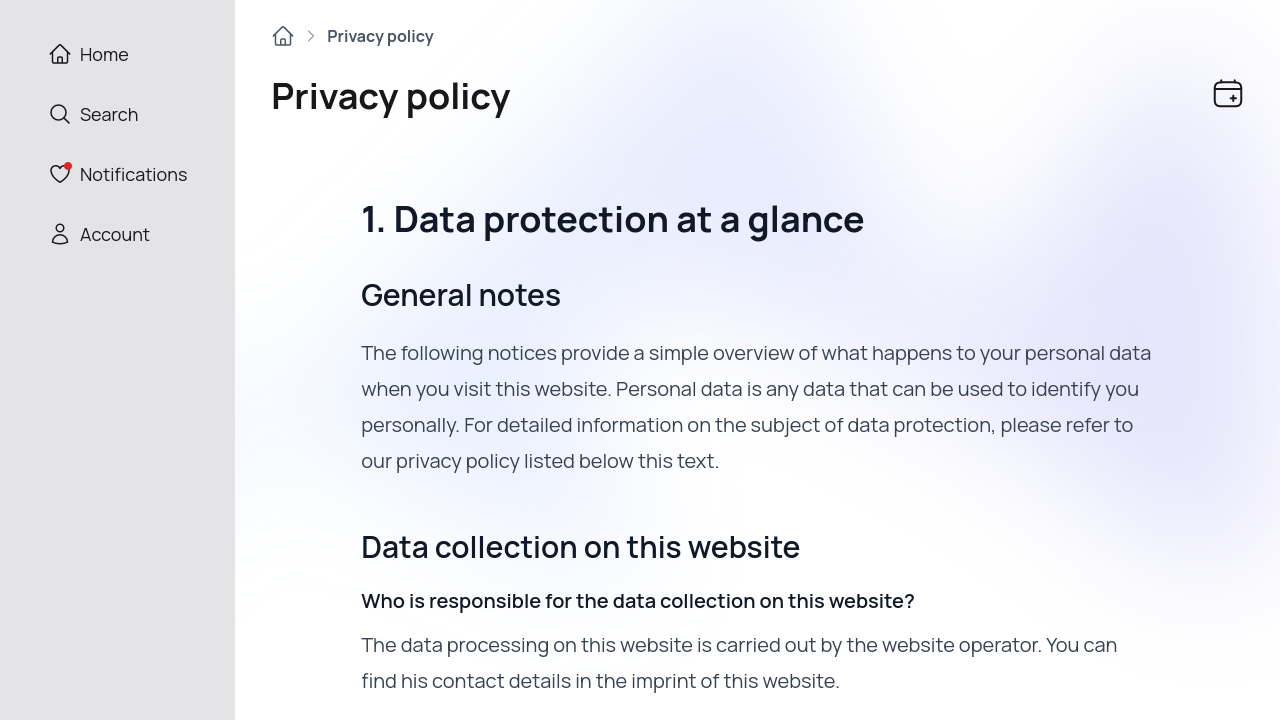 Home
Search
Notifications
Account
Privacy policy
Privacy policy
1. Data protection at a glance
General notes
The following notices provide a simple overview of what happens to your personal data
when you visit this website. Personal data is any data that can be used to identify you
personally. For detailed information on the subject of data protection, please refer to
our privacy policy listed below this text.
Data collection on this website
Who is responsible for the data collection on this website?
The data processing on this website is carried out by the website operator. You can
find his contact details in the imprint of this website.